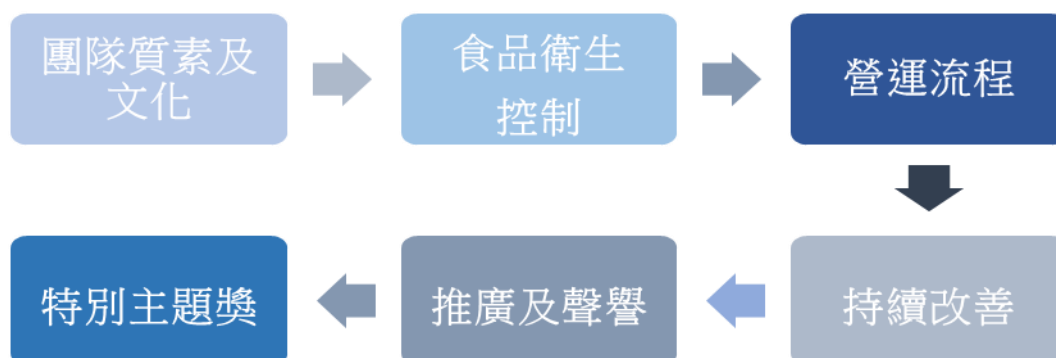 團隊質素及
文化
食品衛生
控制
營運流程
持續改善
推廣及聲譽
特別主題獎